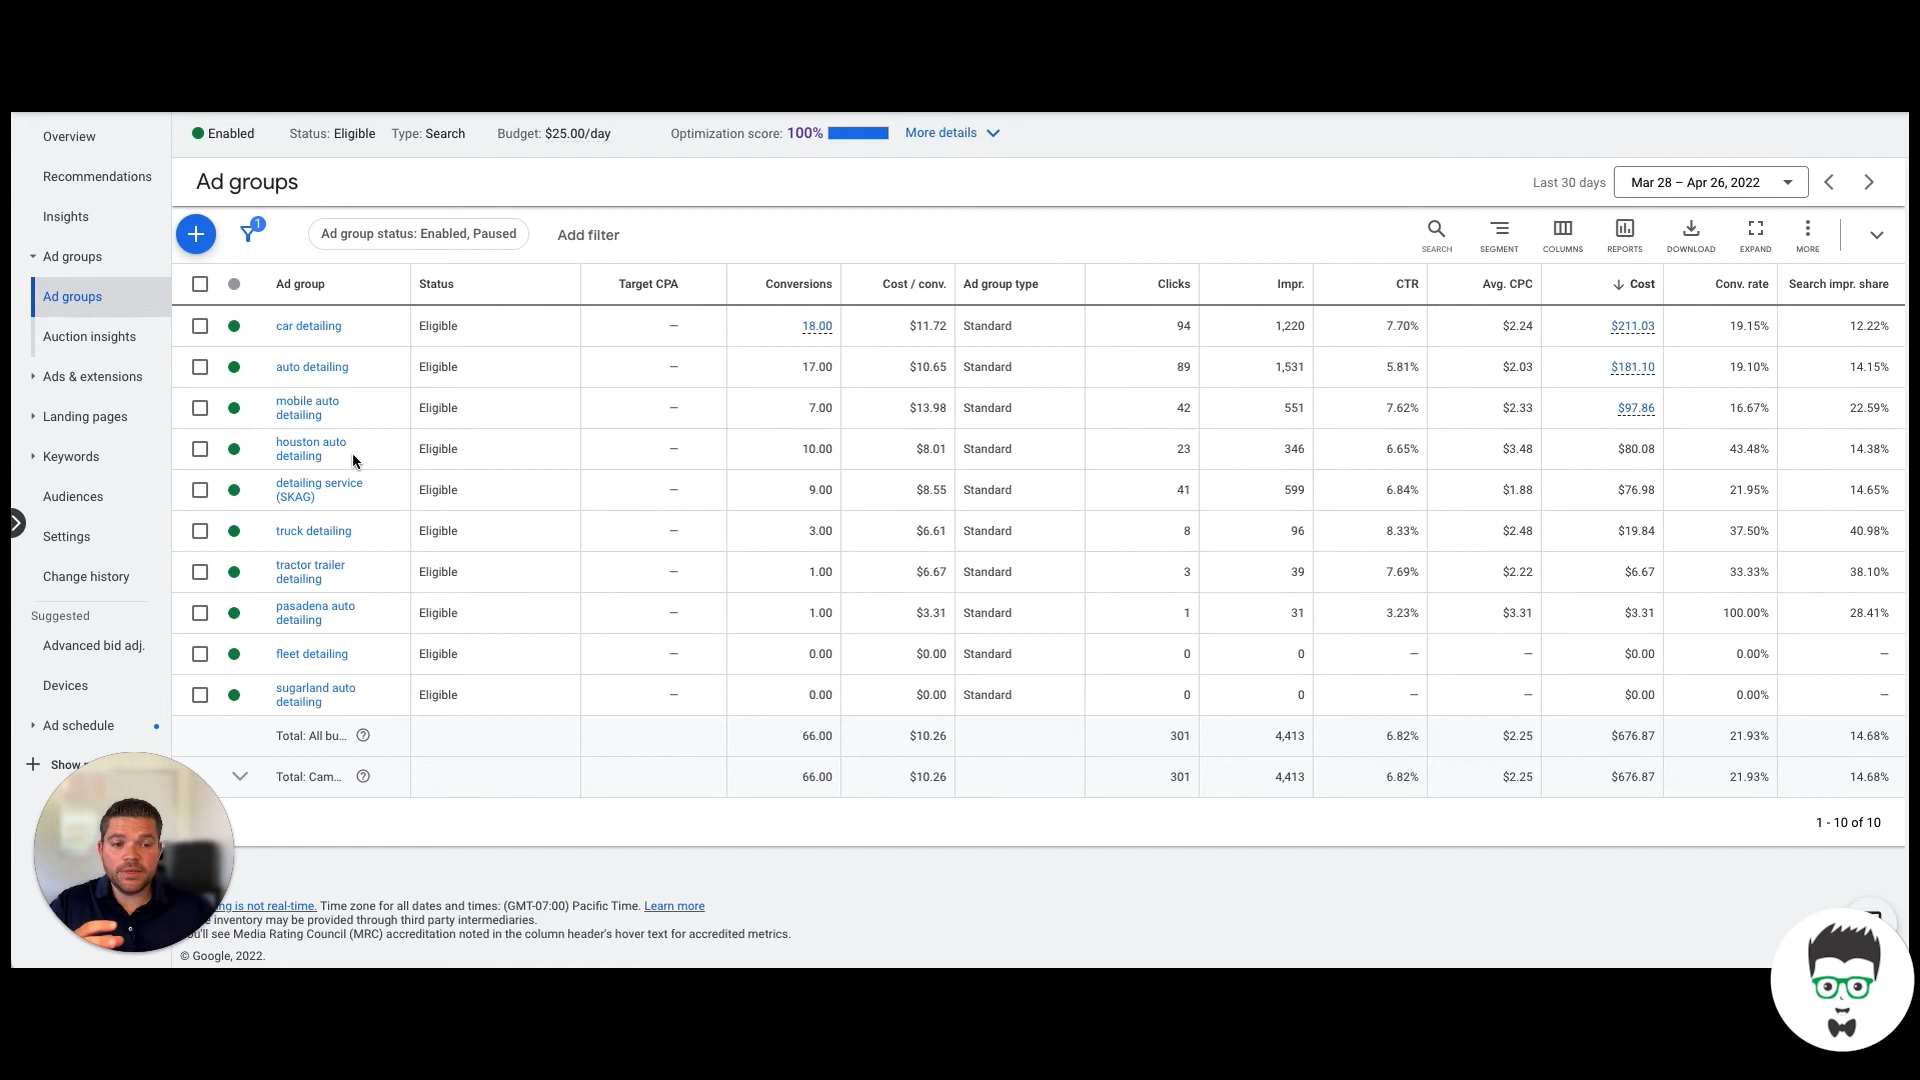 Overview
Recommendations
Insights
Ad groups
Ad groups
Auction insights
Ads & extensions
Landing pages
Keywords
Audiences
Settings
Change history
Suggested
Advanced bid adj.
Devices
Ad schedule
Show
Enabled Status: Eligible Type: Search Budget: $25.00/day Optimization score: 100% More details
Ad groups
Last 30 days Mar 28 – Apr 26, 2022
1
Ad group status: Enabled, Paused Add filter
SEARCH SEGMENT COLUMNS REPORTS DOWNLOAD EXPAND MORE
Ad group Status Target CPA Conversions Cost / conv. Ad group type Clicks Impr. CTR Avg. CPC Cost Conv. rate Search impr. share
car detailing Eligible — 18.00 $11.72 Standard 94 1,220 7.70% $2.24 $211.03 19.15% 12.22%
auto detailing Eligible — 17.00 $10.65 Standard 89 1,531 5.81% $2.03 $181.10 19.10% 14.15%
mobile auto
detailing Eligible — 7.00 $13.98 Standard 42 551 7.62% $2.33 $97.86 16.67% 22.59%
houston auto
detailing Eligible — 10.00 $8.01 Standard 23 346 6.65% $3.48 $80.08 43.48% 14.38%
detailing service
(SKAG) Eligible — 9.00 $8.55 Standard 41 599 6.84% $1.88 $76.98 21.95% 14.65%
truck detailing Eligible — 3.00 $6.61 Standard 8 96 8.33% $2.48 $19.84 37.50% 40.98%
tractor trailer
detailing Eligible — 1.00 $6.67 Standard 3 39 7.69% $2.22 $6.67 33.33% 38.10%
pasadena auto
detailing Eligible — 1.00 $3.31 Standard 1 31 3.23% $3.31 $3.31 100.00% 28.41%
fleet detailing Eligible — 0.00 $0.00 Standard 0 0 — — $0.00 0.00% —
sugarland auto
detailing Eligible — 0.00 $0.00 Standard 0 0 — — $0.00 0.00% —
Total: All bu... 66.00 $10.26 301 4,413 6.82% $2.25 $676.87 21.93% 14.68%
Total: Cam... 66.00 $10.26 301 4,413 6.82% $2.25 $676.87 21.93% 14.68%
1 - 10 of 10
is not real-time. Time zone for all dates and times: (GMT-07:00) Pacific Time. Learn more
inventory may be provided through third party intermediaries.
see Media Rating Council (MRC) accreditation noted in the column header's hover text for accredited metrics.
© Google, 2022.